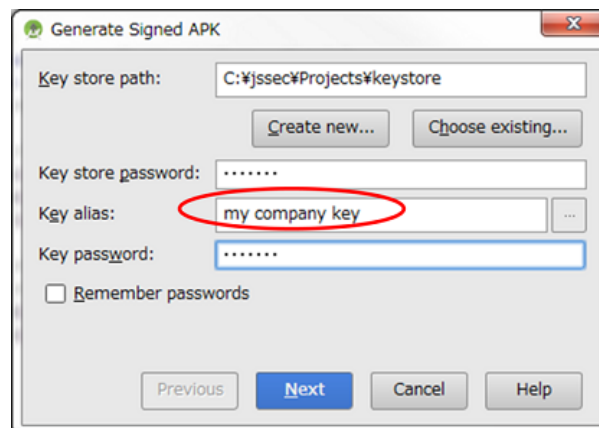 Generate Signed APK
Key store path: C:¥jssec¥Projects¥keystore
Create new... Choose existing...
Key store password: •••••••
Key alias: my company key ...
Key password: •••••••
Remember passwords
Previous Next Cancel Help